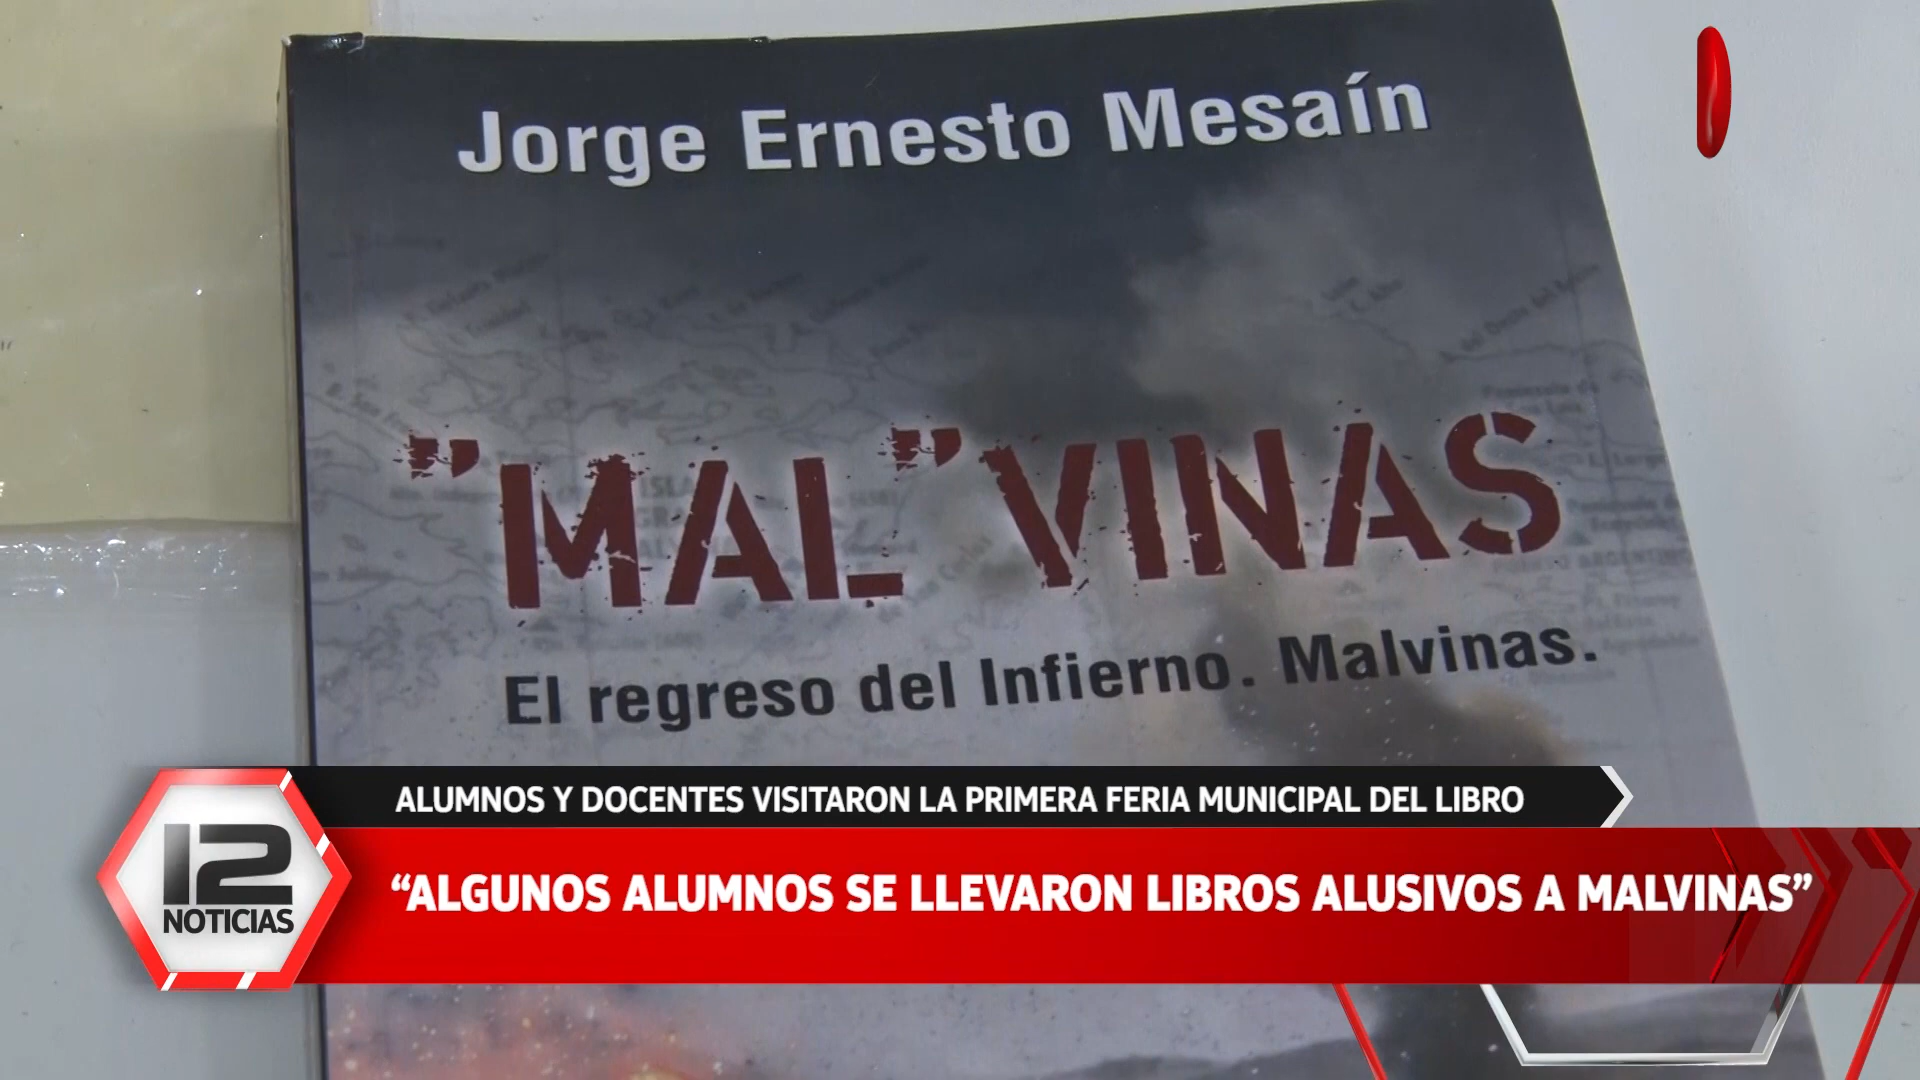 Jorge Ernesto Mesaín
"MAL"VINAS
El regreso del Infierno. Malvinas.
ALUMNOS Y DOCENTES VISITARON LA PRIMERA FERIA MUNICIPAL DEL LIBRO
“ALGUNOS ALUMNOS SE LLEVARON LIBROS ALUSIVOS A MALVINAS”
12
NOTICIAS